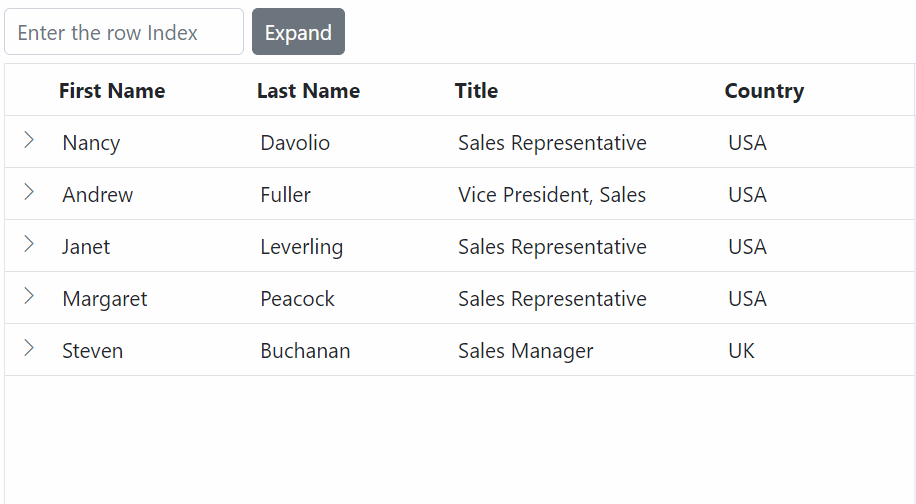 Enter the row Index Expand
First Name Last Name Title Country
Nancy Davolio Sales Representative USA
Andrew Fuller Vice President, Sales USA
Janet Leverling Sales Representative USA
Margaret Peacock Sales Representative USA
Steven Buchanan Sales Manager UK